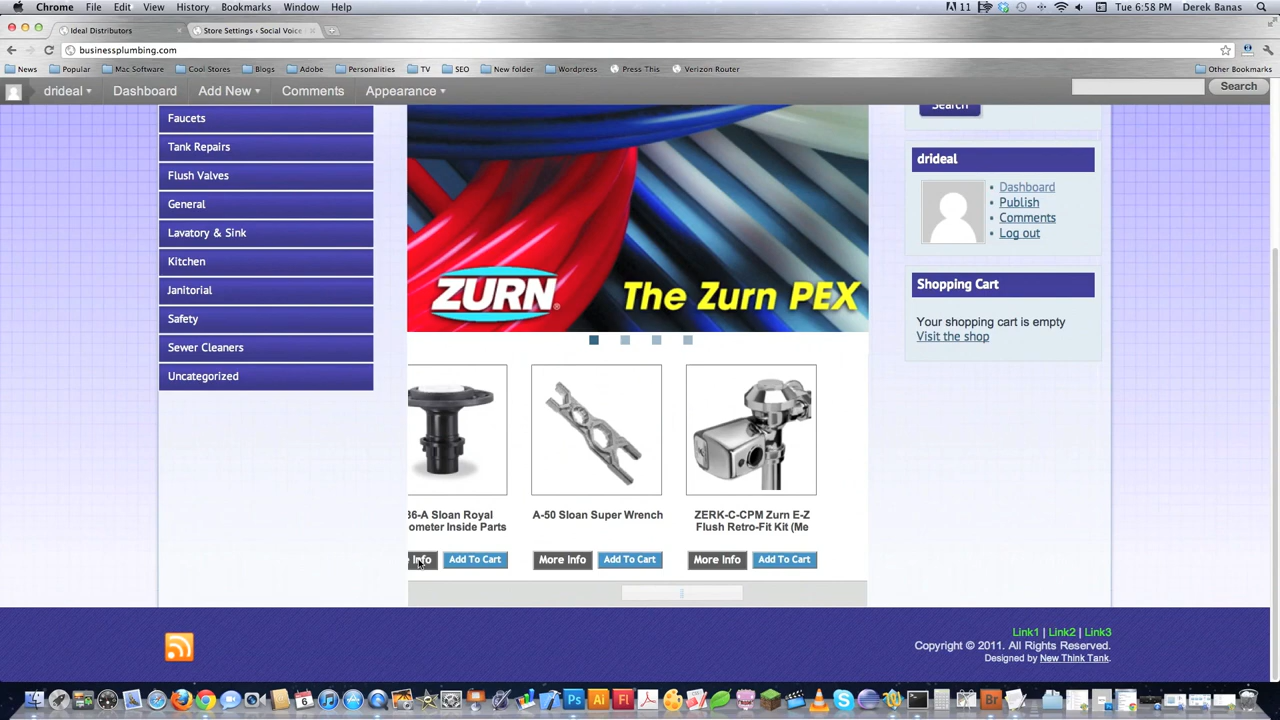 Chrome File Edit View History Bookmarks Window Help 11 Tue 6:58 PM Derek Banas
Ideal Distributors Store Settings ‹ Social Voice
businessplumbing.com
News Popular Mac Software Cool Stores Blogs Adobe Personalities TV SEO New folder Wordpress Press This Verizon Router Other Bookmarks
drideal Dashboard Add New Comments Appearance Search
Faucets
Tank Repairs
Flush Valves
General
Lavatory & Sink
Kitchen
Janitorial
Safety
Sewer Cleaners
Uncategorized
ZURN® The Zurn PEX
36-A Sloan Royal
ometer Inside Parts
Info Add To Cart
A-50 Sloan Super Wrench
More Info Add To Cart
ZERK-C-CPM Zurn E-Z
Flush Retro-Fit Kit (Me
More Info Add To Cart
Search
drideal
Dashboard
Publish
Comments
Log out
Shopping Cart
Your shopping cart is empty
Visit the shop
Link1 | Link2 | Link3
Copyright © 2011. All Rights Reserved.
Designed by New Think Tank.
6 Ps Ai Fl Br